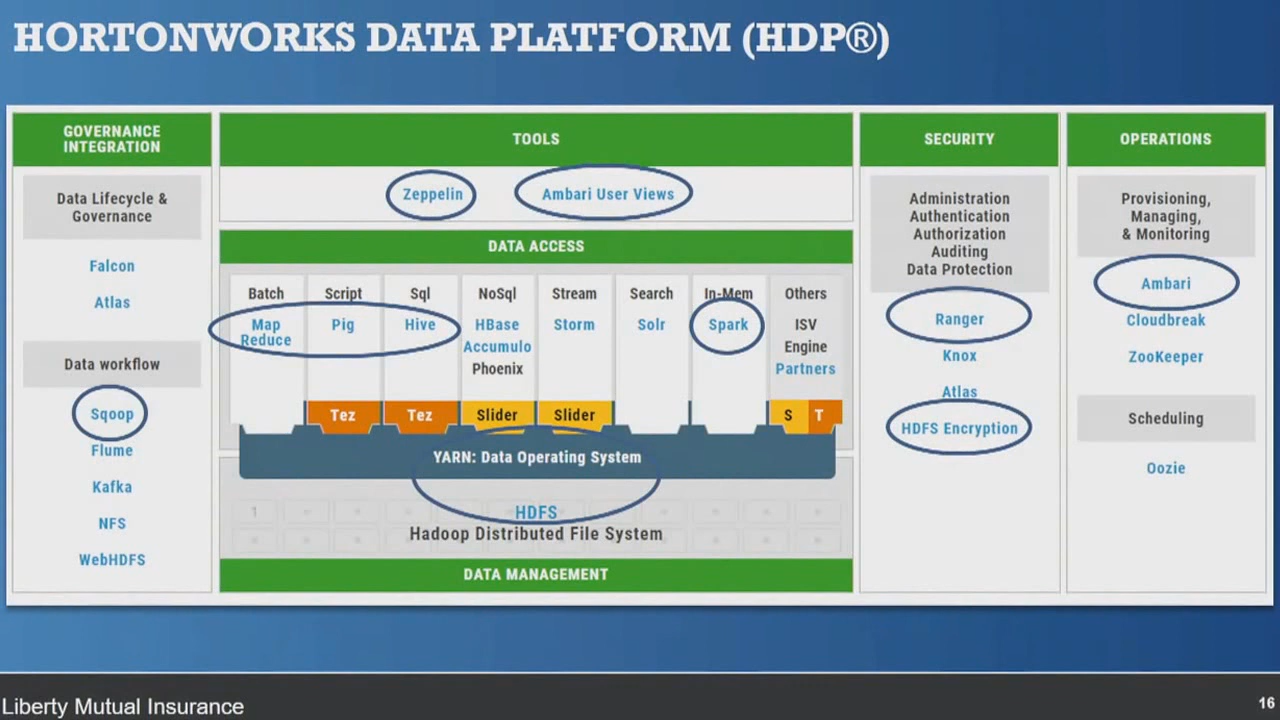 HORTONWORKS DATA PLATFORM (HDP®)
GOVERNANCE
INTEGRATION
Data Lifecycle &
Governance
Falcon
Atlas
Data workflow
Sqoop
Flume
Kafka
NFS
WebHDFS
TOOLS
Zeppelin
Ambari User Views
DATA ACCESS
Batch
Map
Reduce
Script
Pig
Tez
Sql
Hive
Tez
NoSql
HBase
Accumulo
Phoenix
Slider
Stream
Storm
Slider
Search
Solr
In-Mem
Spark
Others
ISV
Engine
Partners
S T
YARN: Data Operating System
1
HDFS
Hadoop Distributed File System
DATA MANAGEMENT
SECURITY
Administration
Authentication
Authorization
Auditing
Data Protection
Ranger
Knox
Atlas
HDFS Encryption
OPERATIONS
Provisioning,
Managing,
& Monitoring
Ambari
Cloudbreak
ZooKeeper
Scheduling
Oozie
Liberty Mutual Insurance
16